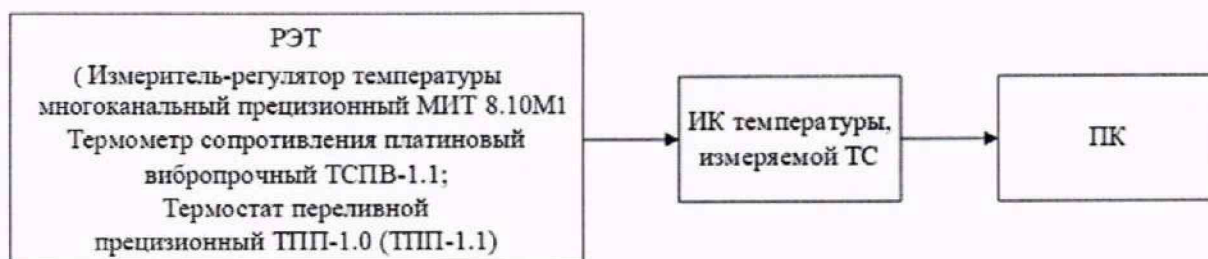 РЭТ
( Измеритель-регулятор температуры
многоканальный прецизионный МИТ 8.10М1
Термометр сопротивления платиновый
вибропрочный ТСПВ-1.1;
Термостат переливной
прецизионный ТПП-1.0 (ТПП-1.1)
ИК температуры,
измеряемой ТС
ПК